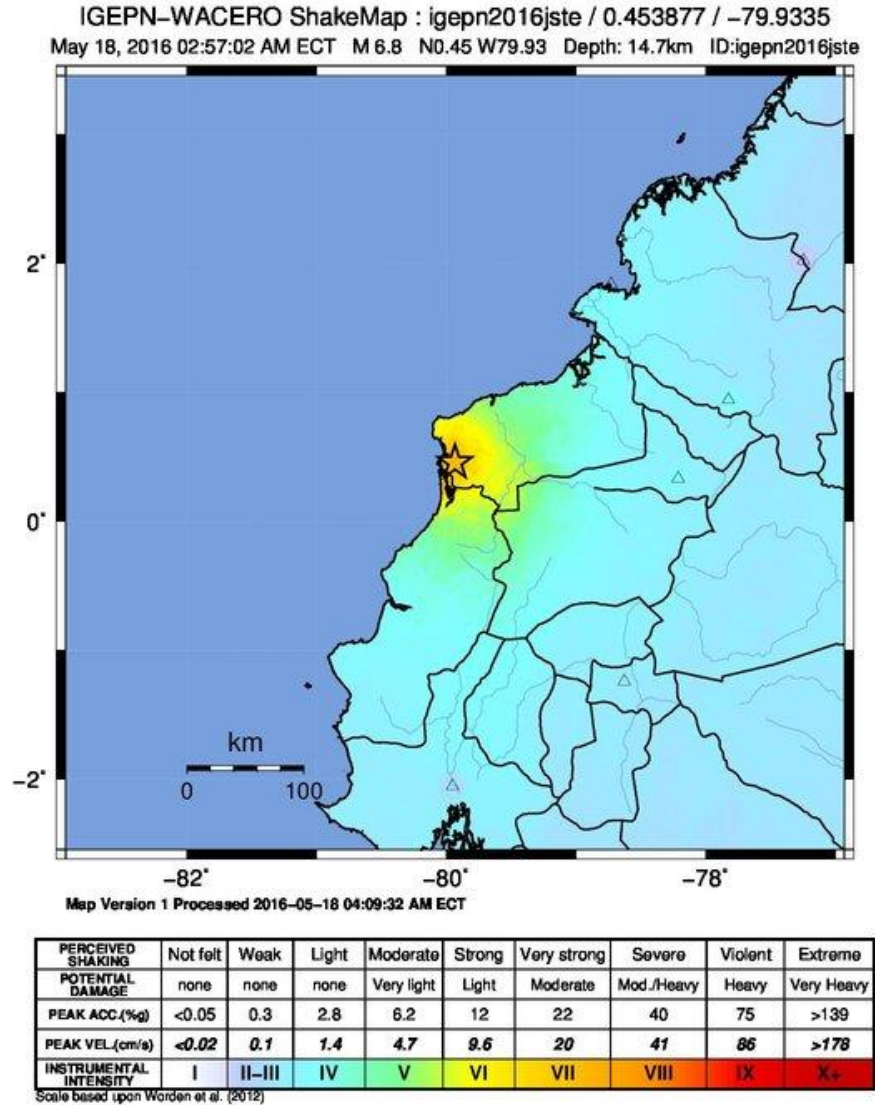 IGEPN-WACERO ShakeMap : igepn2016jste / 0.453877 / -79.9335
May 18, 2016 02:57:02 AM ECT M 6.8 N0.45 W79.93 Depth: 14.7km ID:igepn2016jste
2°
0°
-2°
km
0 100
-82° -80° -78°
Map Version 1 Processed 2016-05-18 04:09:32 AM ECT
PERCEIVED SHAKING Not felt Weak Light Moderate Strong Very strong Severe Violent Extreme
POTENTIAL DAMAGE none none none Very light Light Moderate Mod./Heavy Heavy Very Heavy
PEAK ACC.(%g) <0.05 0.3 2.8 6.2 12 22 40 75 >139
PEAK VEL.(cm/s) <0.02 0.1 1.4 4.7 9.6 20 41 86 >178
INSTRUMENTAL INTENSITY I II-III IV V VI VII VIII IX X+
Scale based upon Worden et al. (2012)